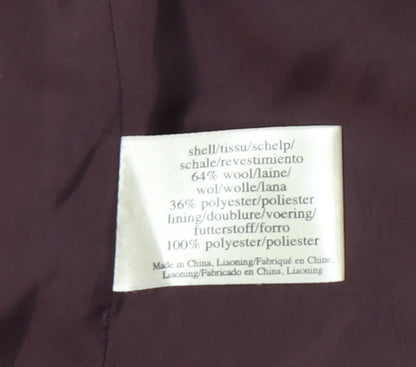 shell/tissu/schelp/
schale/revestimiento
64% wool/laine/
wol/wolle/lana
36% polyester/poliester
lining/doublure/voering/
futterstoff/forro
100% polyester/poliester
Made in China, Liaoning/Fabriqué en Chine,
Liaoning/Fabricado en China, Liaoning